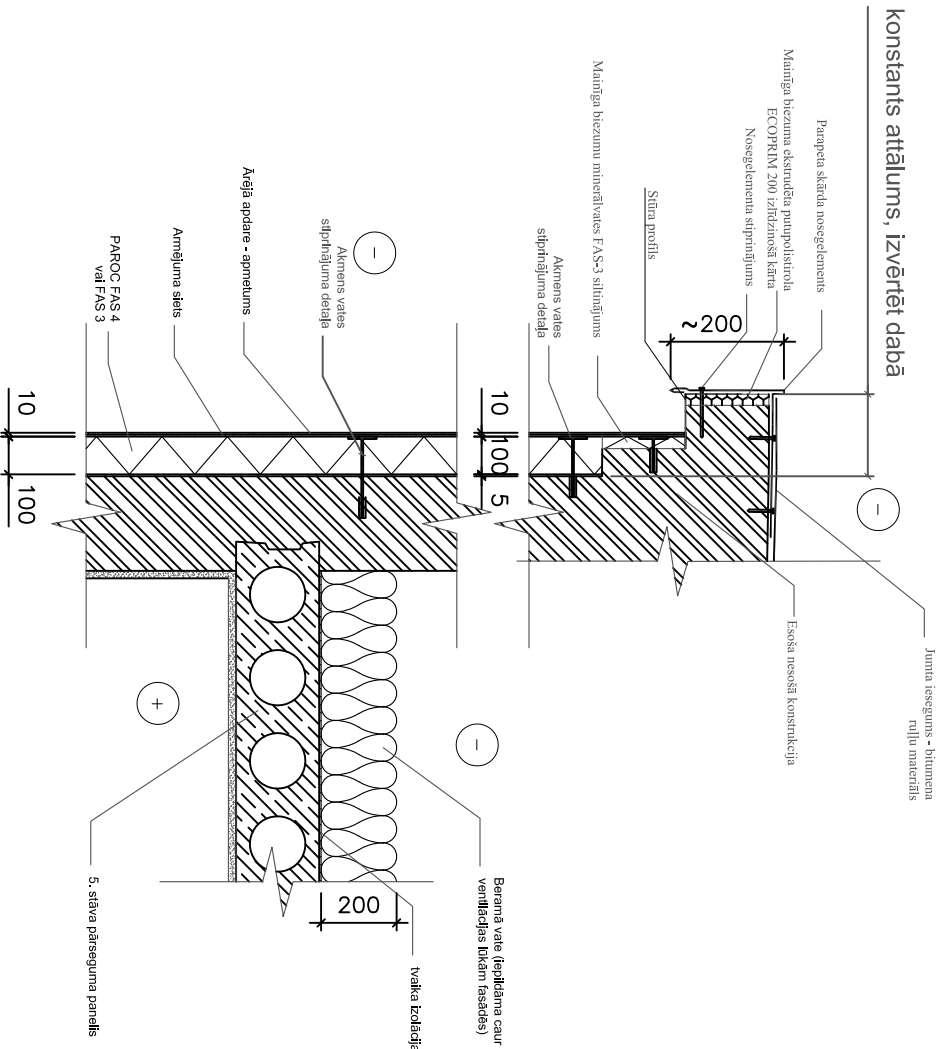 konstants attālums, izvērtēt dabā
Parapeta skārda nosegelements
Mainīga biezuma ekstrudēta putupolistirola
ECOPRIM 200 izlīdzinošā kārta
Nosegelementa stiprinājums
Stūra profils
Mainīga biezumu minerālvates FAS-3 siltinājums
Akmens vates
stiprinājuma detaļa
Akmens vates
stiprinājuma detaļa
Ārējā apdare - apmetums
Armējuma siets
PAROC FAS 4
vai FAS 3
~200
10
100
5
10
100
200
-
-
-
+
Jumta iesegums - bitumena
ruļļu materiāls
Esoša nesošā konstrukcija
Beramā vate (iepildāma caur
ventilācijas lūkām fasādēs)
tvaika izolācija
5. stāva pārseguma panelis